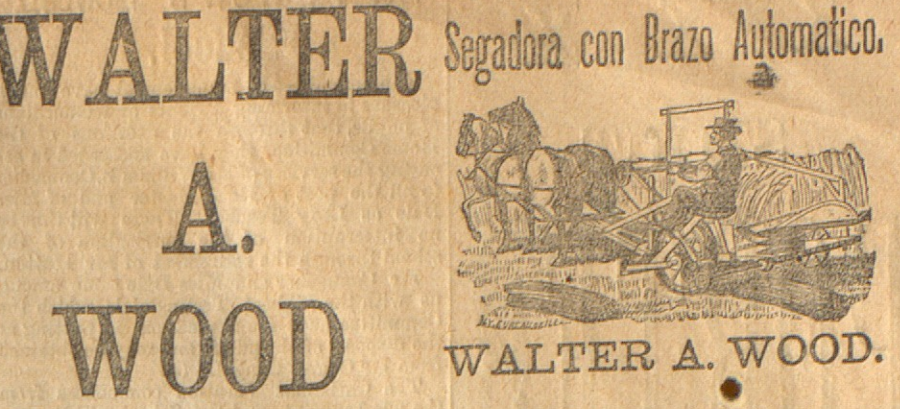 WALTER
A.
WOOD
Segadora con Brazo Automatico.
WALTER A. WOOD.